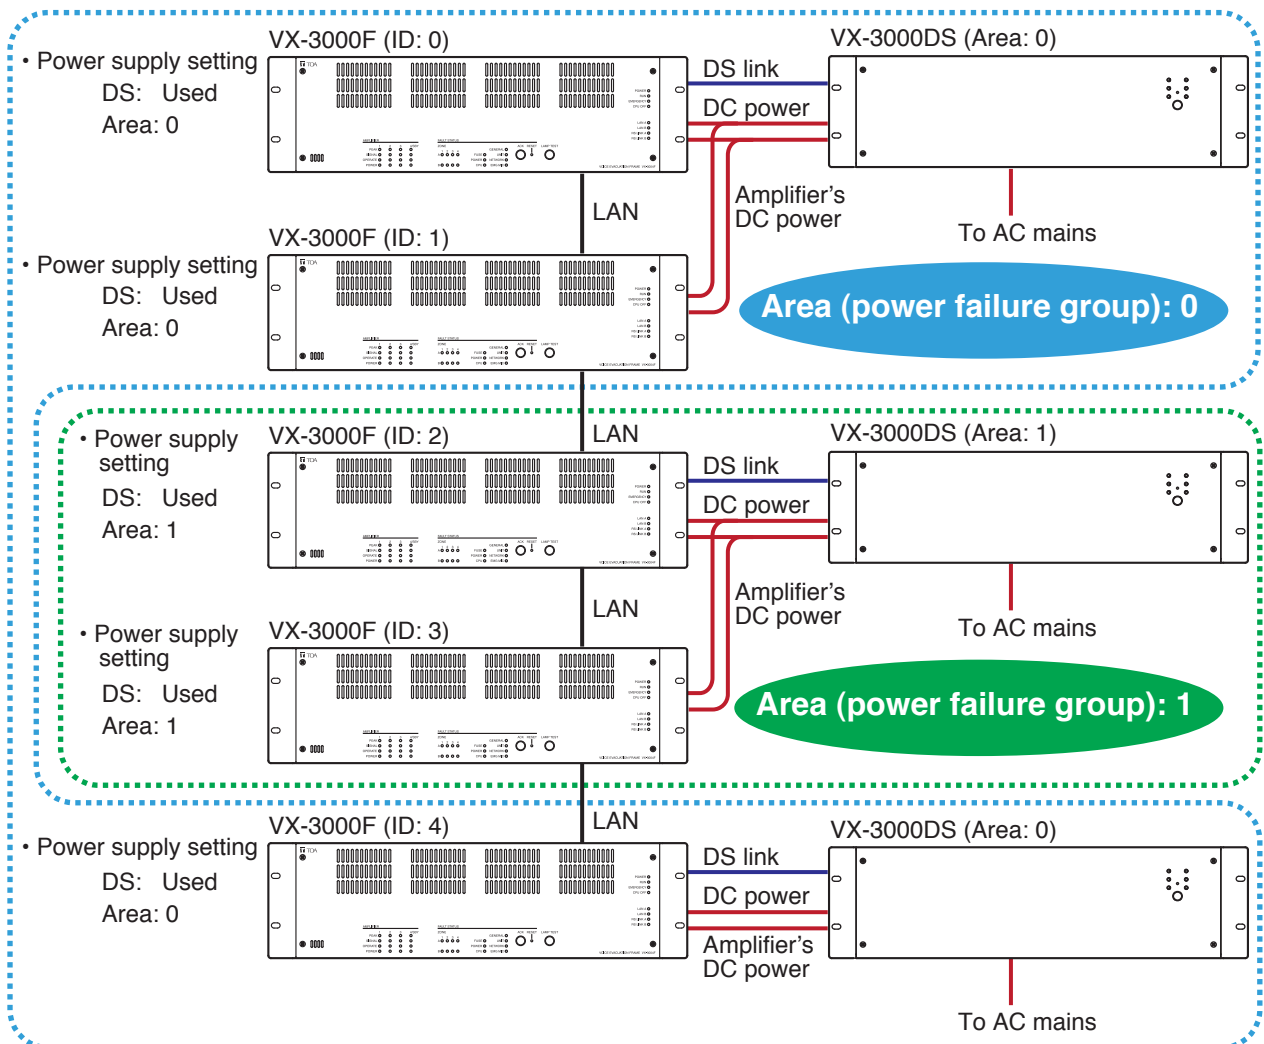 VX-3000F (ID: 0)
VX-3000DS (Area: 0)
• Power supply setting
DS: Used
Area: 0
TOA
DS link
DC power
Amplifier's
DC power
To AC mains
LAN
VX-3000F (ID: 1)
• Power supply setting
DS: Used
Area: 0
TOA
Area (power failure group): 0
LAN
VX-3000F (ID: 2)
VX-3000DS (Area: 1)
• Power supply
setting
DS: Used
Area: 1
TOA
DS link
DC power
Amplifier's
DC power
To AC mains
LAN
VX-3000F (ID: 3)
• Power supply
setting
DS: Used
Area: 1
TOA
Area (power failure group): 1
LAN
VX-3000F (ID: 4)
VX-3000DS (Area: 0)
• Power supply setting
DS: Used
Area: 0
TOA
DS link
DC power
Amplifier's
DC power
To AC mains